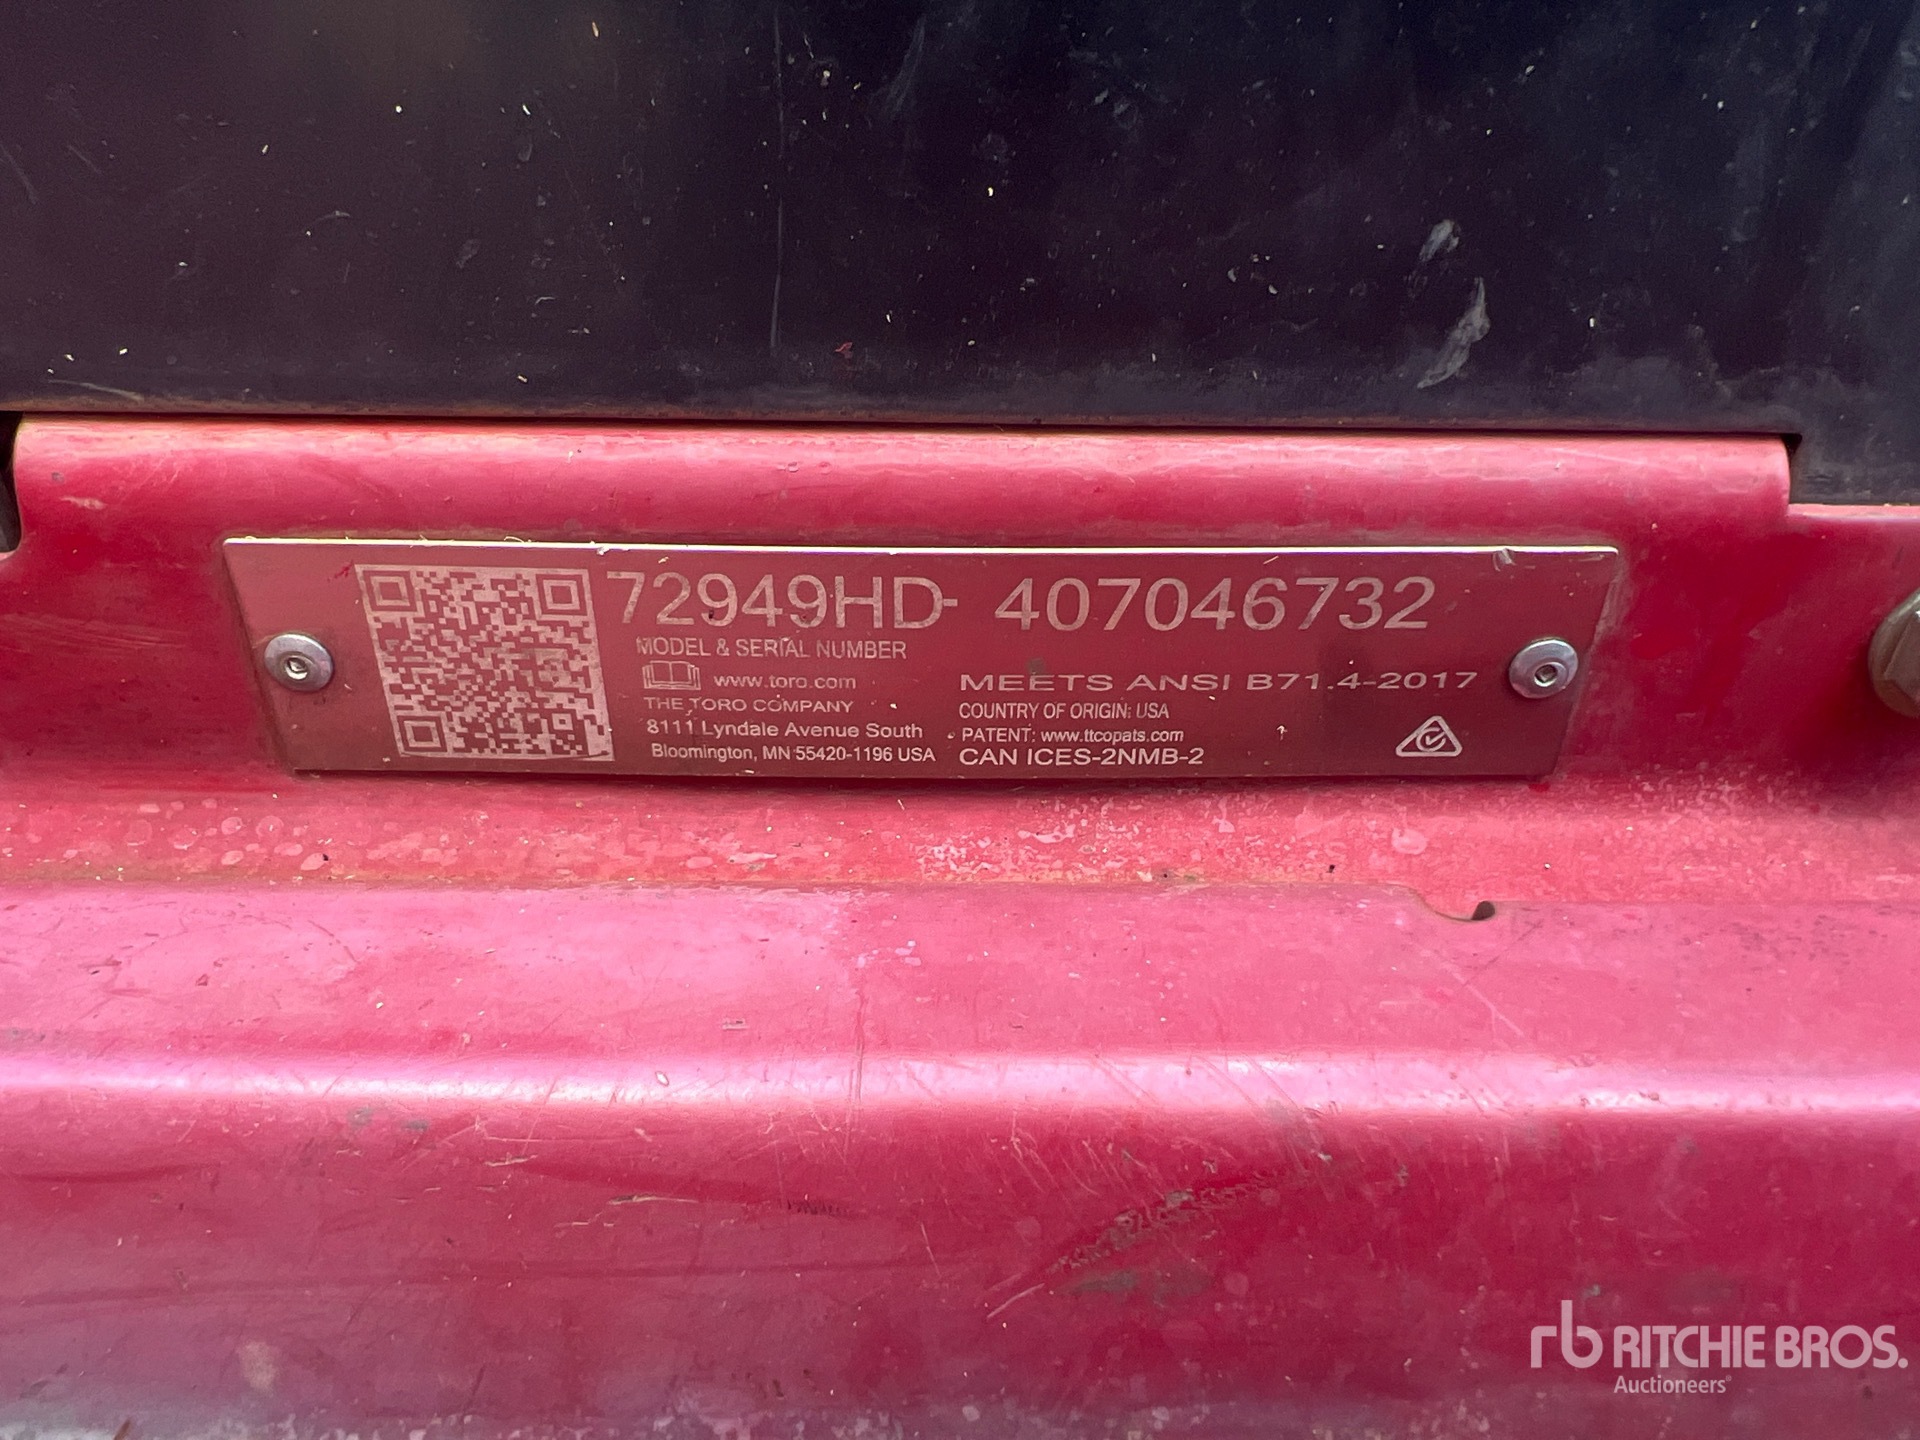 72949HD- 407046732
MODEL & SERIAL NUMBER
www.toro.com
THE TORO COMPANY
8111 Lyndale Avenue South
Bloomington, MN 55420-1196 USA
MEETS ANSI B71.4-2017
COUNTRY OF ORIGIN: USA
PATENT: www.ttcopats.com
CAN ICES-2NMB-2
rb RITCHIE BROS.
Auctioneers